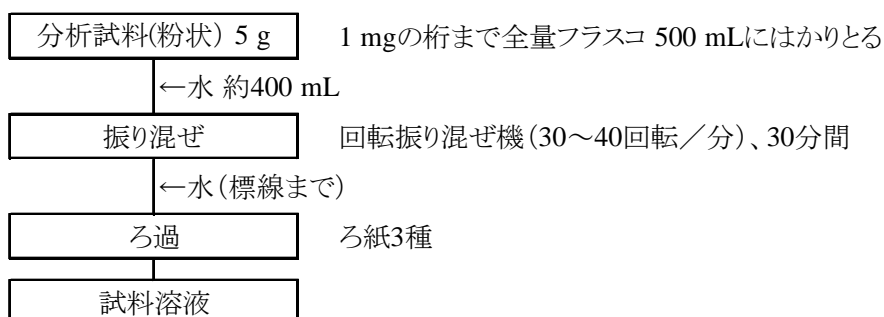 分析試料(粉状) 5 g 1 mgの桁まで全量フラスコ 500 mLにはかりとる
←水 約400 mL
振り混ぜ 回転振り混ぜ機(30~40回転/分)、30分間
←水(標線まで)
ろ過 ろ紙3種
試料溶液